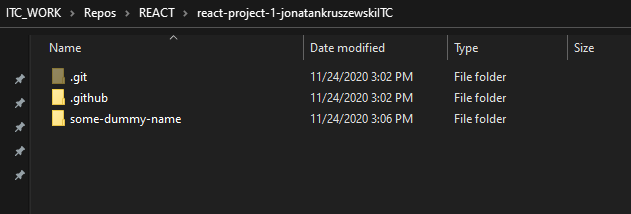 ITC_WORK > Repos > REACT > react-project-1-jonatankruszewskiITC
Name Date modified Type Size
.git 11/24/2020 3:02 PM File folder
.github 11/24/2020 3:02 PM File folder
some-dummy-name 11/24/2020 3:06 PM File folder